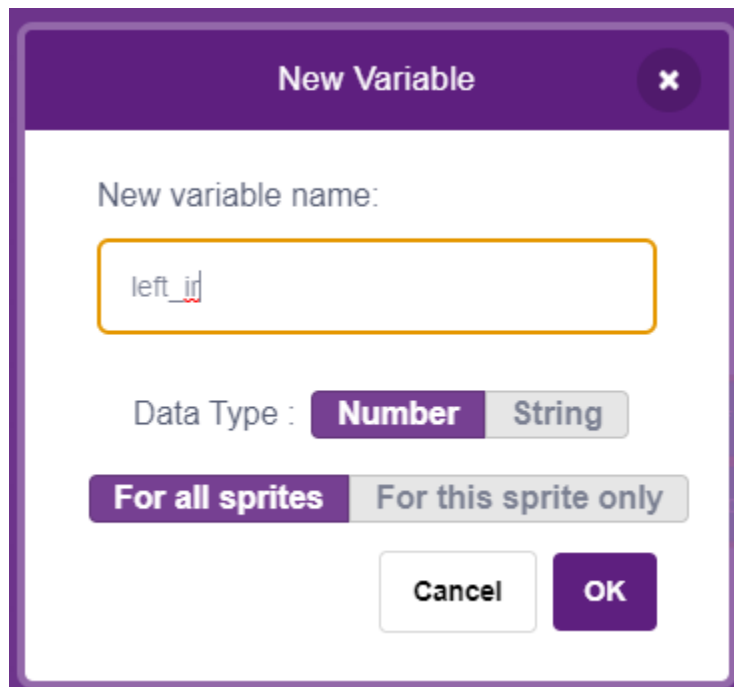 New Variable
New variable name:
left_ir
Data Type : Number String
For all sprites For this sprite only
Cancel OK